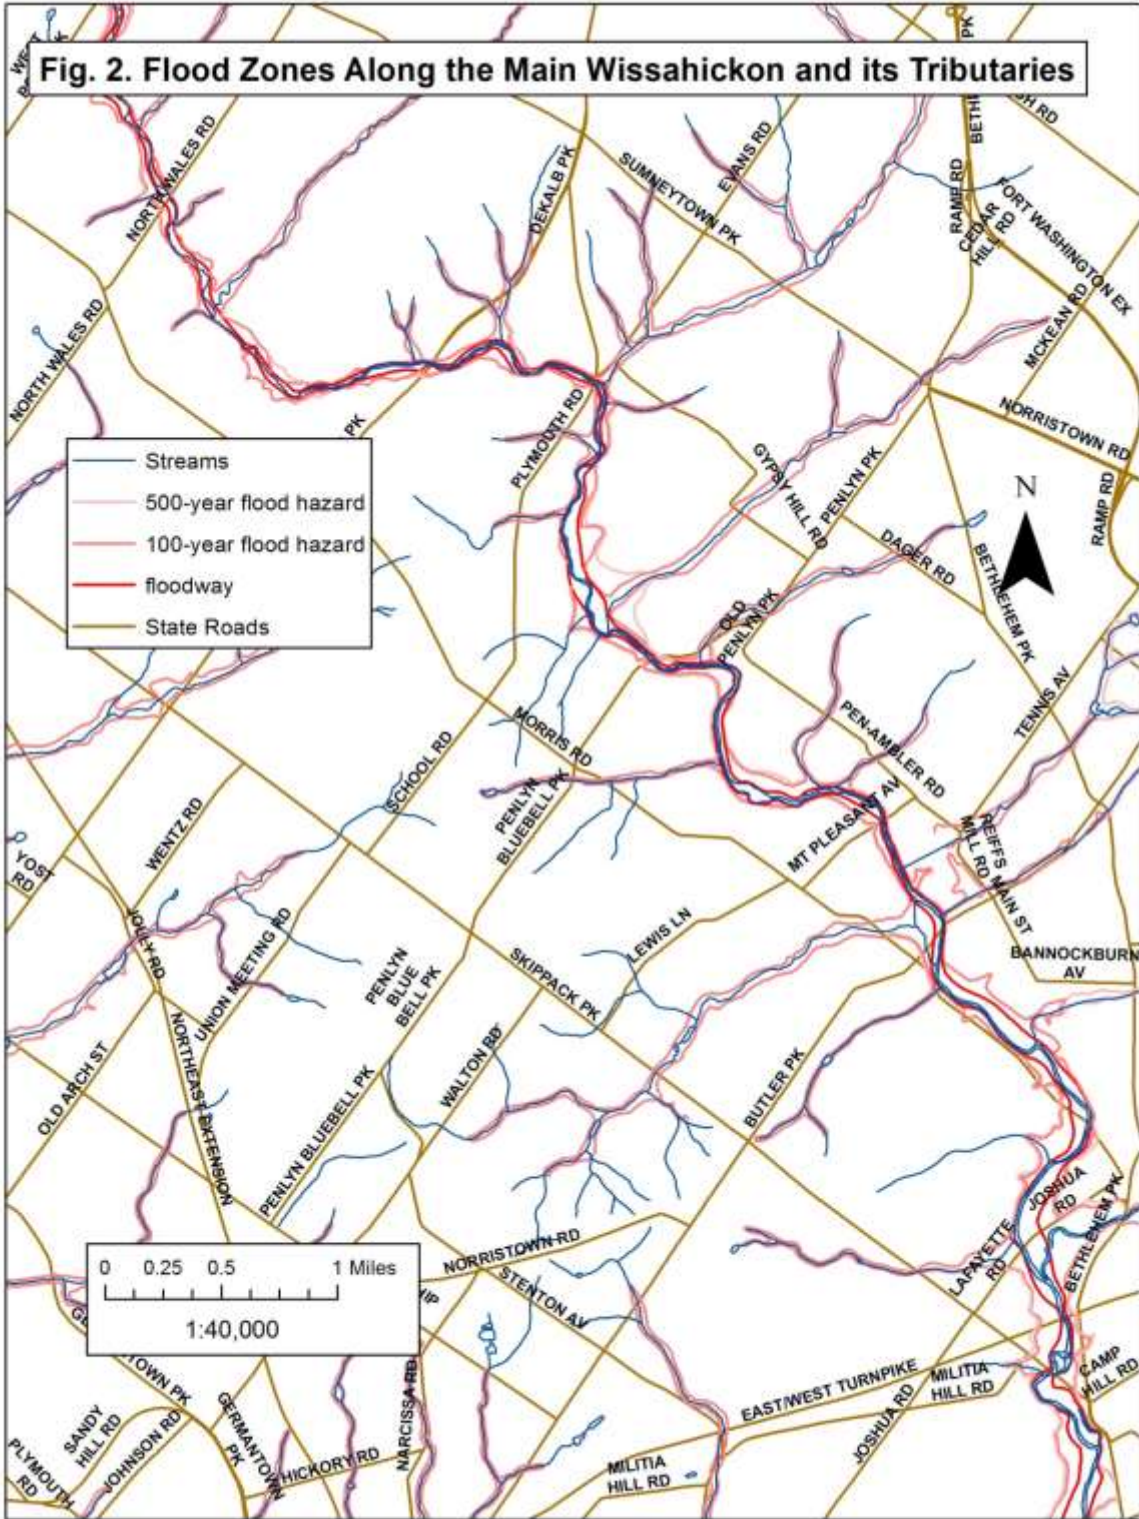 WEST
Fig. 2. Flood Zones Along the Main Wissahickon and its Tributaries
PK
RD
NORTH WALES RD
DEKALB PK
SUMNEYTOWN PK
EVANS RD
RAMP RD
CEDAR
HILL RD
FORT WASHINGTON EX
MCKEAN RD
NORTH WALES RD
PK
PLYMOUTH RD
NORRISTOWN RD
GYPSY HILL RD
PENLYN PK
RAMP RD
Streams
500-year flood hazard
100-year flood hazard
floodway
State Roads
N
DAGER RD
BETHLEHEM PK
OLD
PENLYN PK
TENNIS AV
MORRIS RD
PEN-AMBLER RD
SCHOOL RD
PENLYN
BLUEBELL PK
MT PLEASANT AV
WENTZ RD
YOST
RD
REIFFS
MILL RD
MAIN ST
JOLLY RD
UNION MEETING RD
LEWIS LN
BANNOCKBURN
AV
PENLYN
BLUE
BELL PK
SKIPPACK PK
NORTHEAST EXTENSION
OLD ARCH ST
WALTON RD
BUTLER PK
PENLYN BLUEBELL PK
JOSHUA
RD
BETHLEHEM PK
LAFAYETTE
RD
NORRISTOWN RD
STENTON AV
0 0.25 0.5 1 Miles
1:40,000
HIP
TOWN PK
EAST/WEST TURNPIKE
MILITIA
HILL RD
CAMP
HILL RD
SANDY
HILL RD
JOHNSON RD
GERMANTOWN
PK
HICKORY RD
NARCISSA RD
JOSHUA RD
PLYMOUTH
RD
MILITIA
HILL RD